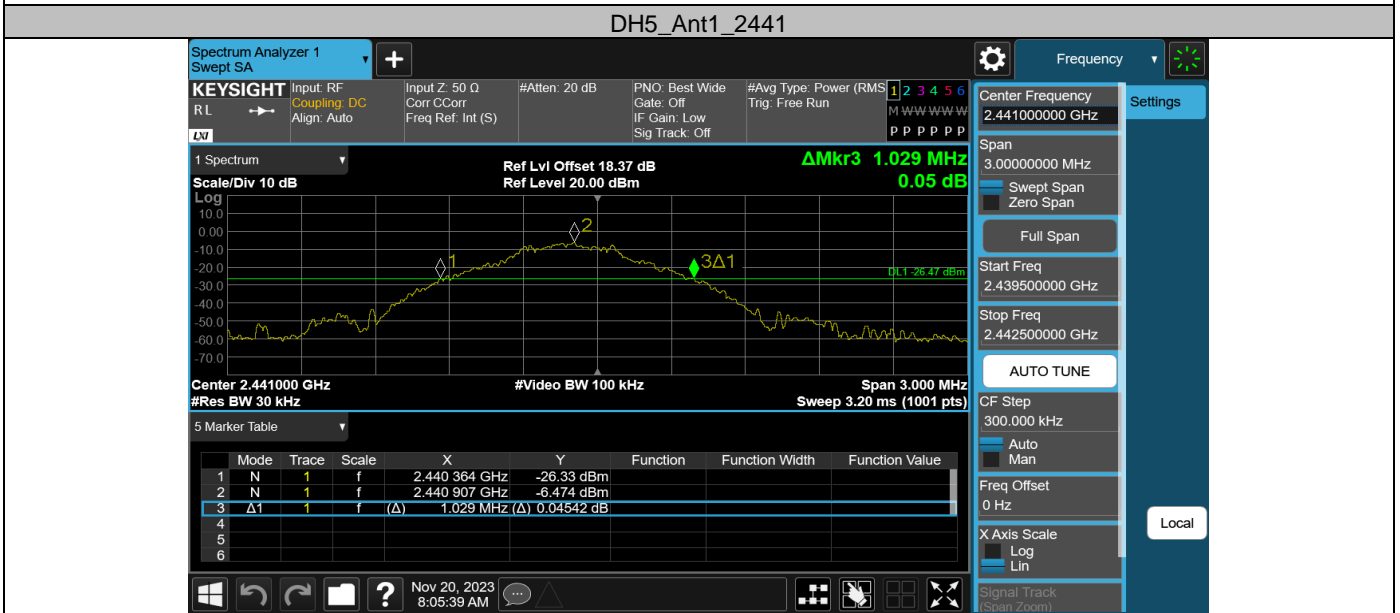 DH5_Ant1_2441
Spectrum Analyzer 1
Swept SA
+
Frequency
KEYSIGHT
RL
LXI
Input: RF
Coupling: DC
Align: Auto
Input Z: 50 Ω
Corr CCorr
Freq Ref: Int (S)
#Atten: 20 dB
PNO: Best Wide
Gate: Off
IF Gain: Low
Sig Track: Off
#Avg Type: Power (RMS
Trig: Free Run
1 2 3 4 5 6
M W W W W W
P P P P P P
Center Frequency
2.441000000 GHz
Settings
Span
3.00000000 MHz
Swept Span
Zero Span
Full Span
Start Freq
2.439500000 GHz
Stop Freq
2.442500000 GHz
AUTO TUNE
CF Step
300.000 kHz
Auto
Man
Freq Offset
0 Hz
X Axis Scale
Log
Lin
Signal Track
(Span Zoom)
Local
1 Spectrum
Scale/Div 10 dB
Log
Ref Lvl Offset 18.37 dB
Ref Level 20.00 dBm
ΔMkr3 1.029 MHz
0.05 dB
10.0
0.00
-10.0
-20.0
-30.0
-40.0
-50.0
-60.0
-70.0
1
2
3Δ1
DL1 -26.47 dBm
Center 2.441000 GHz
#Video BW 100 kHz
Span 3.000 MHz
#Res BW 30 kHz
Sweep 3.20 ms (1001 pts)
5 Marker Table
Mode Trace Scale X Y Function Function Width Function Value
1 N 1 f 2.440 364 GHz -26.33 dBm
2 N 1 f 2.440 907 GHz -6.474 dBm
3 Δ1 1 f (Δ) 1.029 MHz (Δ) 0.04542 dB
4
5
6
?
Nov 20, 2023
8:05:39 AM